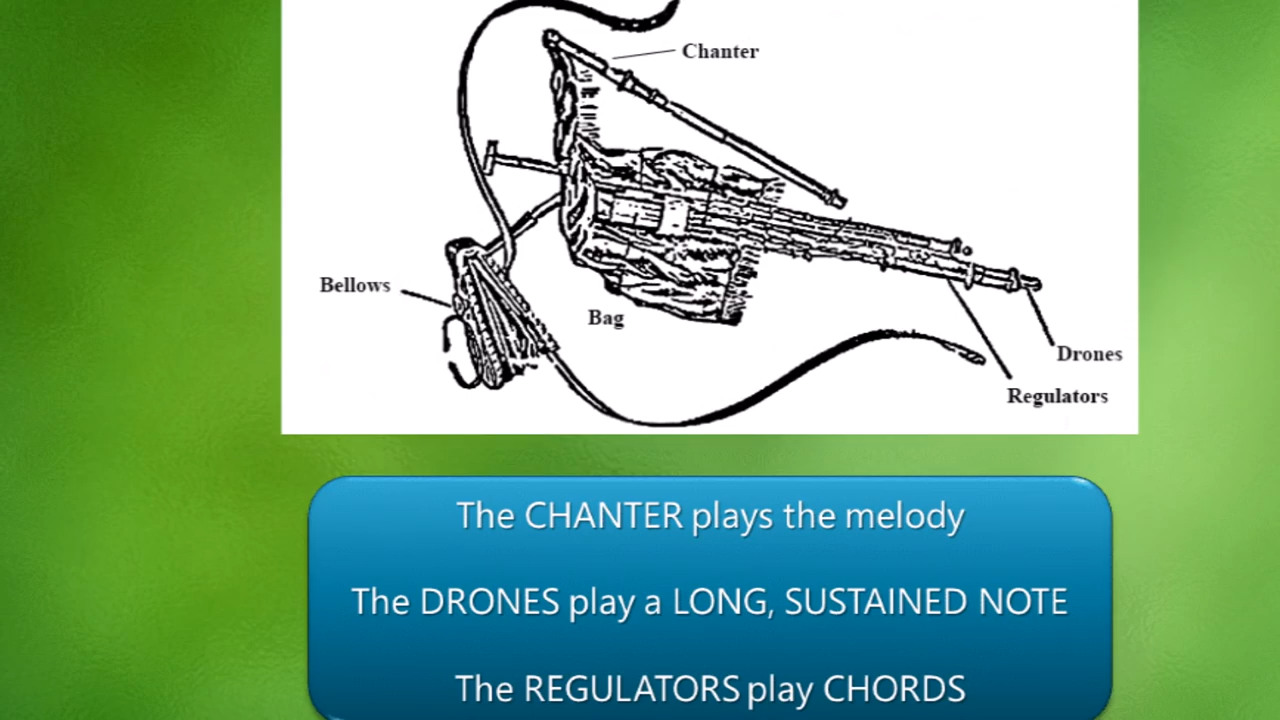 Chanter
Bellows
Bag
Drones
Regulators
The CHANTER plays the melody
The DRONES play a LONG, SUSTAINED NOTE
The REGULATORS play CHORDS